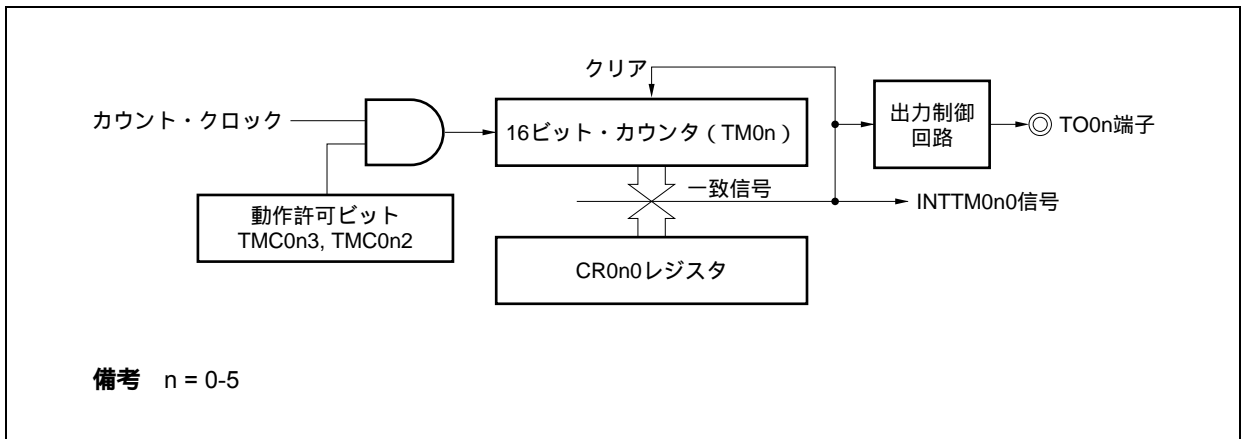 クリア
カウント・クロック
16ビット・カウンタ（TM0n）
出力制御
回路
TO0n端子
一致信号
INTTM0n0信号
動作許可ビット
TMC0n3, TMC0n2
CR0n0レジスタ
備考 n = 0-5